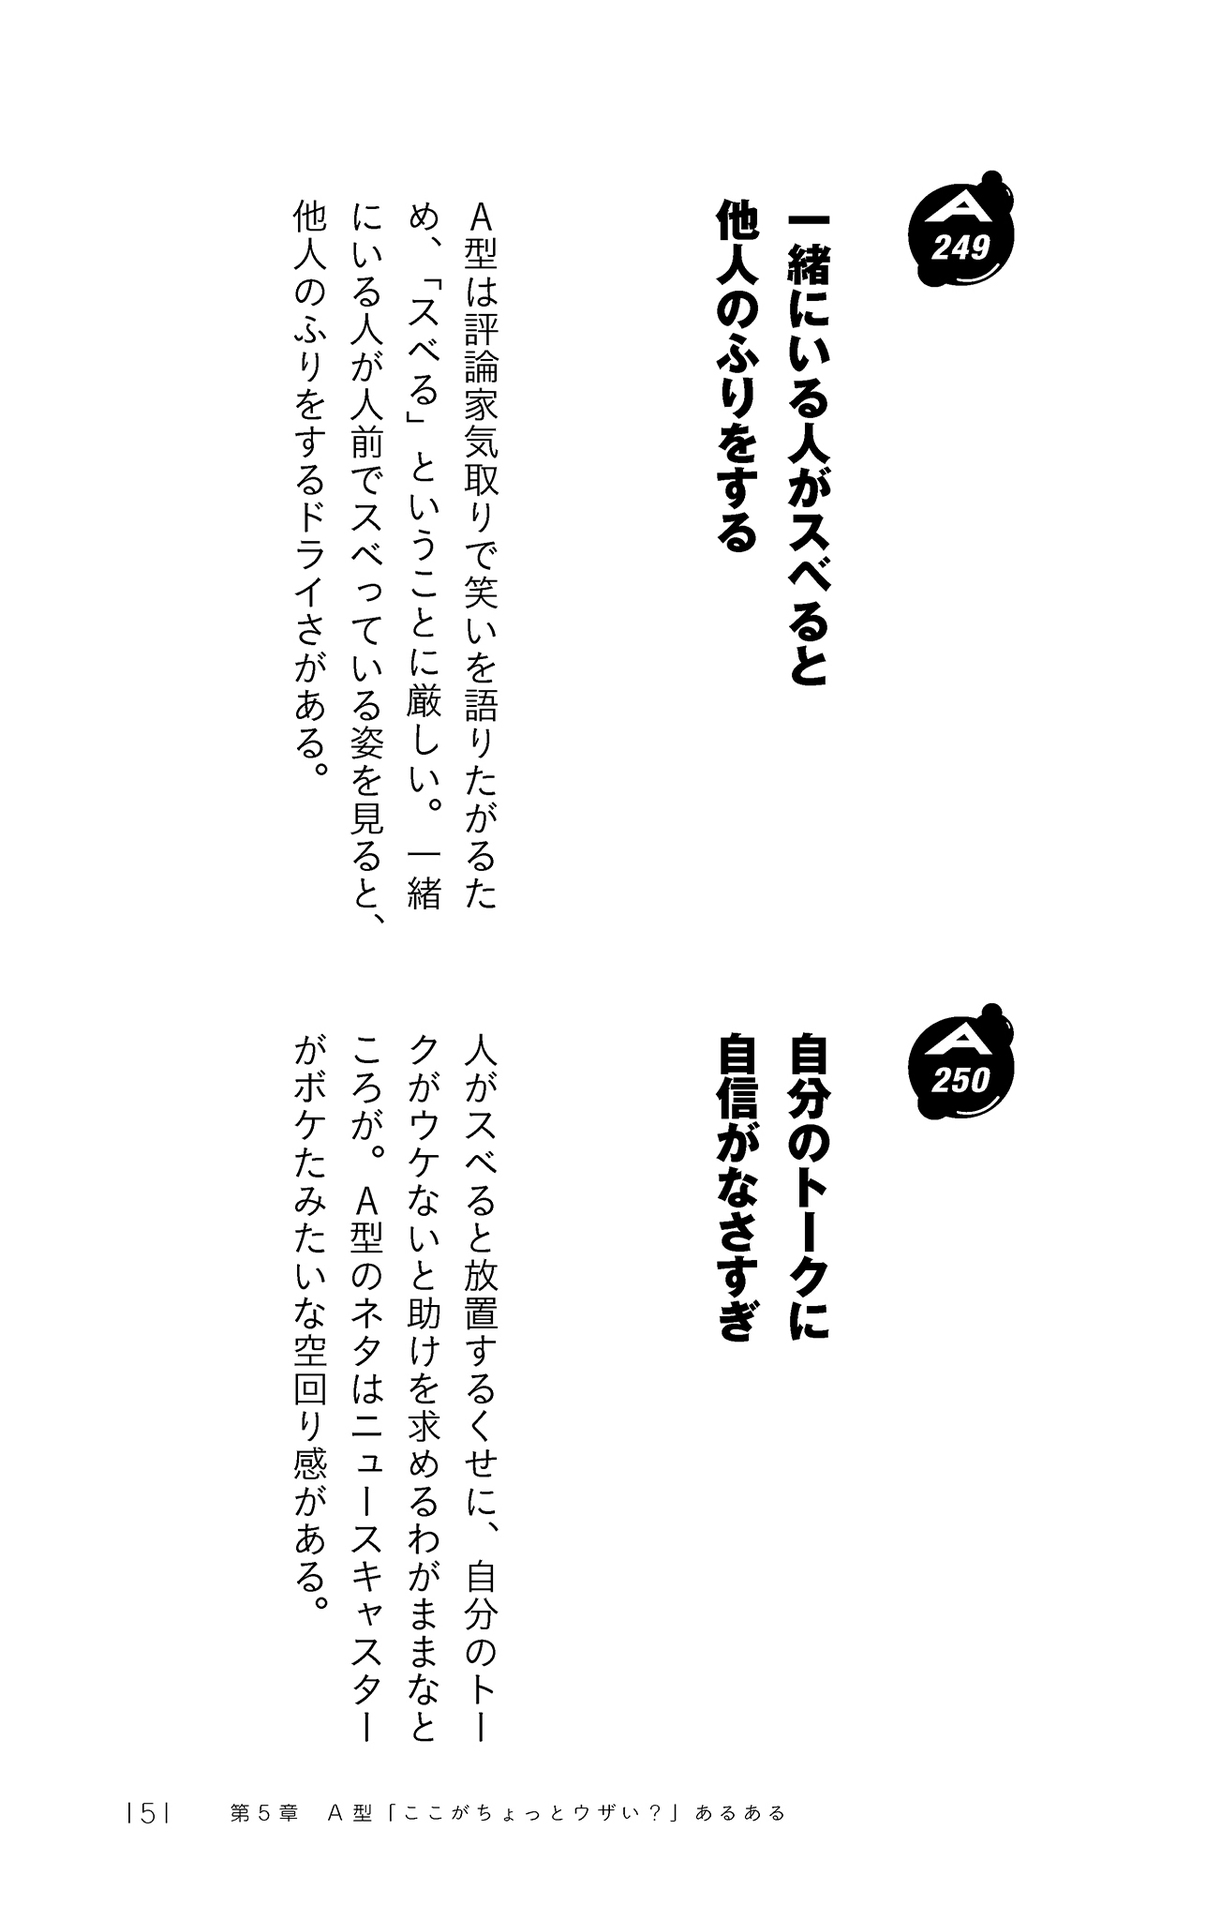 A
249
一緒にいる人がスベると
他人のふりをする
A型は評論家気取りで笑いを語りたがるた
め、「スベる」ということに厳しい。一緒
にいる人が人前でスベっている姿を見ると、
他人のふりをするドライさがある。
A
250
自分のトークに
自信がなさすぎ
人がスベると放置するくせに、自分のトー
クがウケないと助けを求めるわがままなと
ころが。A型のネタはニュースキャスター
がボケたみたいな空回り感がある。
151 第5章 A型「ここがちょっとウザい？」あるある